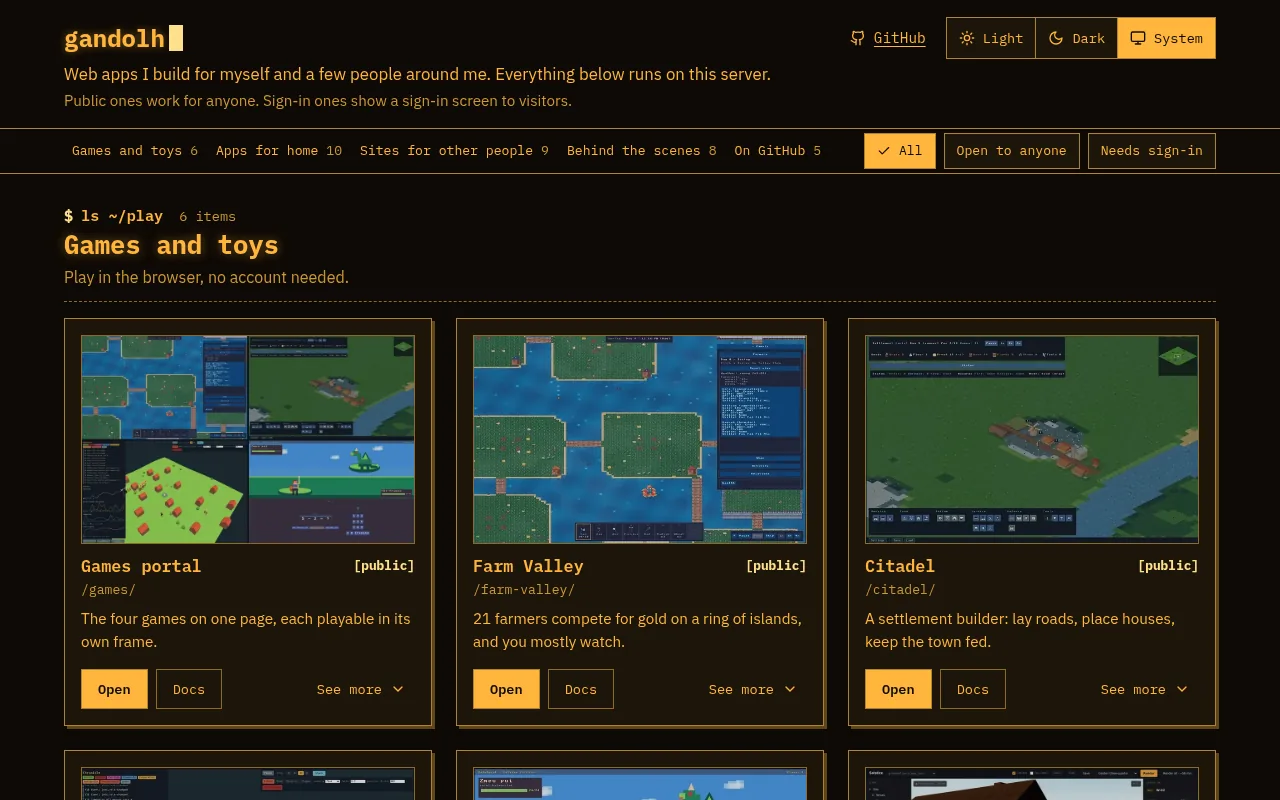 gandolh
GitHub
Light
Dark
System
Web apps I build for myself and a few people around me. Everything below runs on this server.
Public ones work for anyone. Sign-in ones show a sign-in screen to visitors.
Games and toys 6
Apps for home 10
Sites for other people 9
Behind the scenes 8
On GitHub 5
All
Open to anyone
Needs sign-in
$ ls ~/play 6 items
Games and toys
Play in the browser, no account needed.
Games portal [public]
/games/
The four games on one page, each playable in its
own frame.
Open
Docs
See more
Farm Valley [public]
/farm-valley/
21 farmers compete for gold on a ring of islands,
and you mostly watch.
Open
Docs
See more
Citadel [public]
/citadel/
A settlement builder: lay roads, place houses,
keep the town fed.
Open
Docs
See more